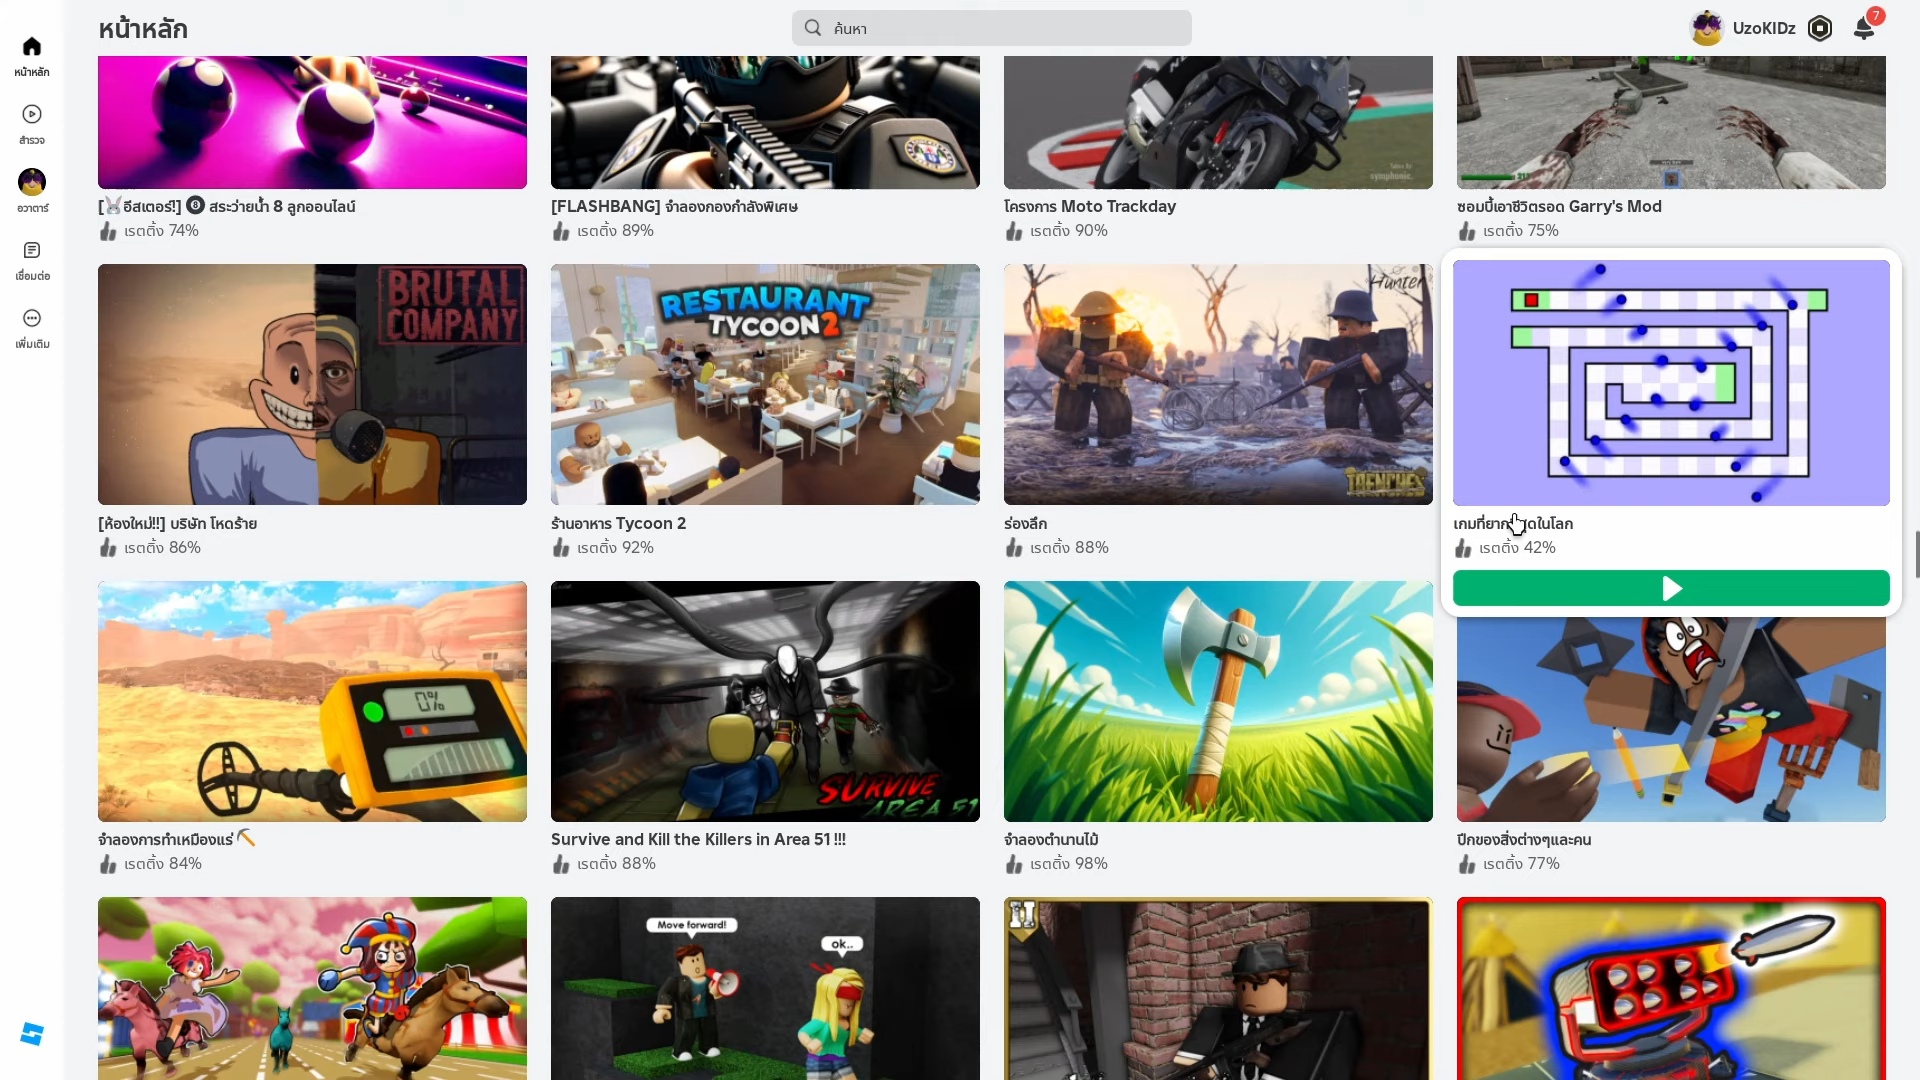 หน้าหลัก
ค้นหา
UzoKIDz
7
หน้าหลัก
สำรวจ
อวาตาร์
เชื่อมต่อ
เพิ่มเติม
symphonic.
[🐰อีสเตอร์!] 🎱 สระว่ายน้ำ 8 ลูกออนไลน์
เรตติ้ง 74%
[FLASHBANG] จำลองกองกำลังพิเศษ
เรตติ้ง 89%
โครงการ Moto Trackday
เรตติ้ง 90%
ซอมบี้เอาชีวิตรอด Garry's Mod
เรตติ้ง 75%
BRUTAL
COMPANY
RESTAURANT
TYCOON 2
Hunter
TRENCHES
[ห้องใหม่!!] บริษัท โหดร้าย
เรตติ้ง 86%
ร้านอาหาร Tycoon 2
เรตติ้ง 92%
ร่องลึก
เรตติ้ง 88%
เรตติ้ง 42%
0%
SURVIVE
AREA 51
จำลองการทำเหมืองแร่ ⛏️
เรตติ้ง 84%
Survive and Kill the Killers in Area 51 !!!
เรตติ้ง 88%
จำลองตำนานไม้
เรตติ้ง 98%
ปีกของสิ่งต่างๆและคน
เรตติ้ง 77%
Move forward!
ok..